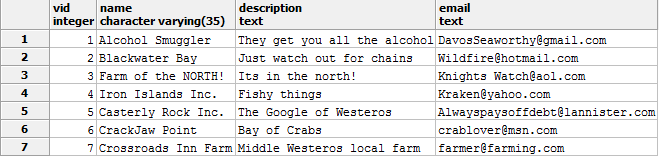 vid name description email
integer character varying(35) text text
1 1 Alcohol Smuggler They get you all the alcohol DavosSeaworthy@gmail.com
2 2 Blackwater Bay Just watch out for chains Wildfire@hotmail.com
3 3 Farm of the NORTH! Its in the north! Knights Watch@aol.com
4 4 Iron Islands Inc. Fishy things Kraken@yahoo.com
5 5 Casterly Rock Inc. The Google of Westeros Alwayspaysoffdebt@lannister.com
6 6 CrackJaw Point Bay of Crabs crablover@msn.com
7 7 Crossroads Inn Farm Middle Westeros local farm farmer@farming.com